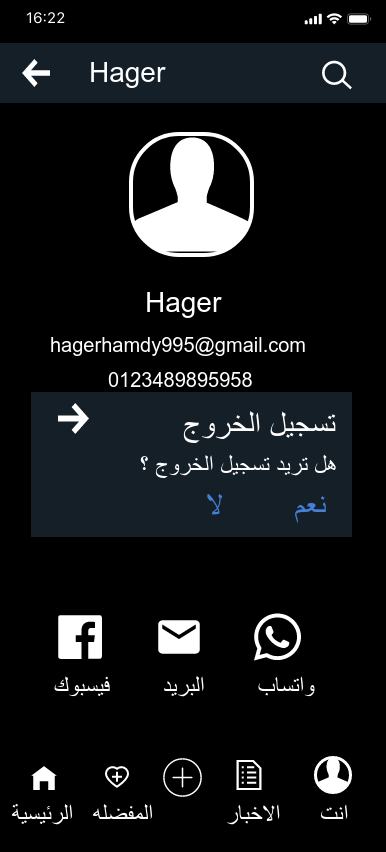 16:22
Hager
Hager
hagerhamdy995@gmail.com
0123489895958
تسجيل الخروج
هل تريد تسجيل الخروج ؟
نعم لا
واتساب البريد فيسبوك
انت الاخبار المفضله الرئيسية